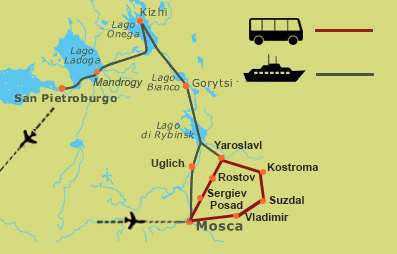 Kizhi
Lago
Onega
Lago
Ladoga
Mandrogy
Lago
Bianco
Gorytsi
San Pietroburgo
Lago
di Rybinsk
Yaroslavl
Uglich
Kostroma
Rostov
Sergiev
Posad
Suzdal
Vladimir
Mosca